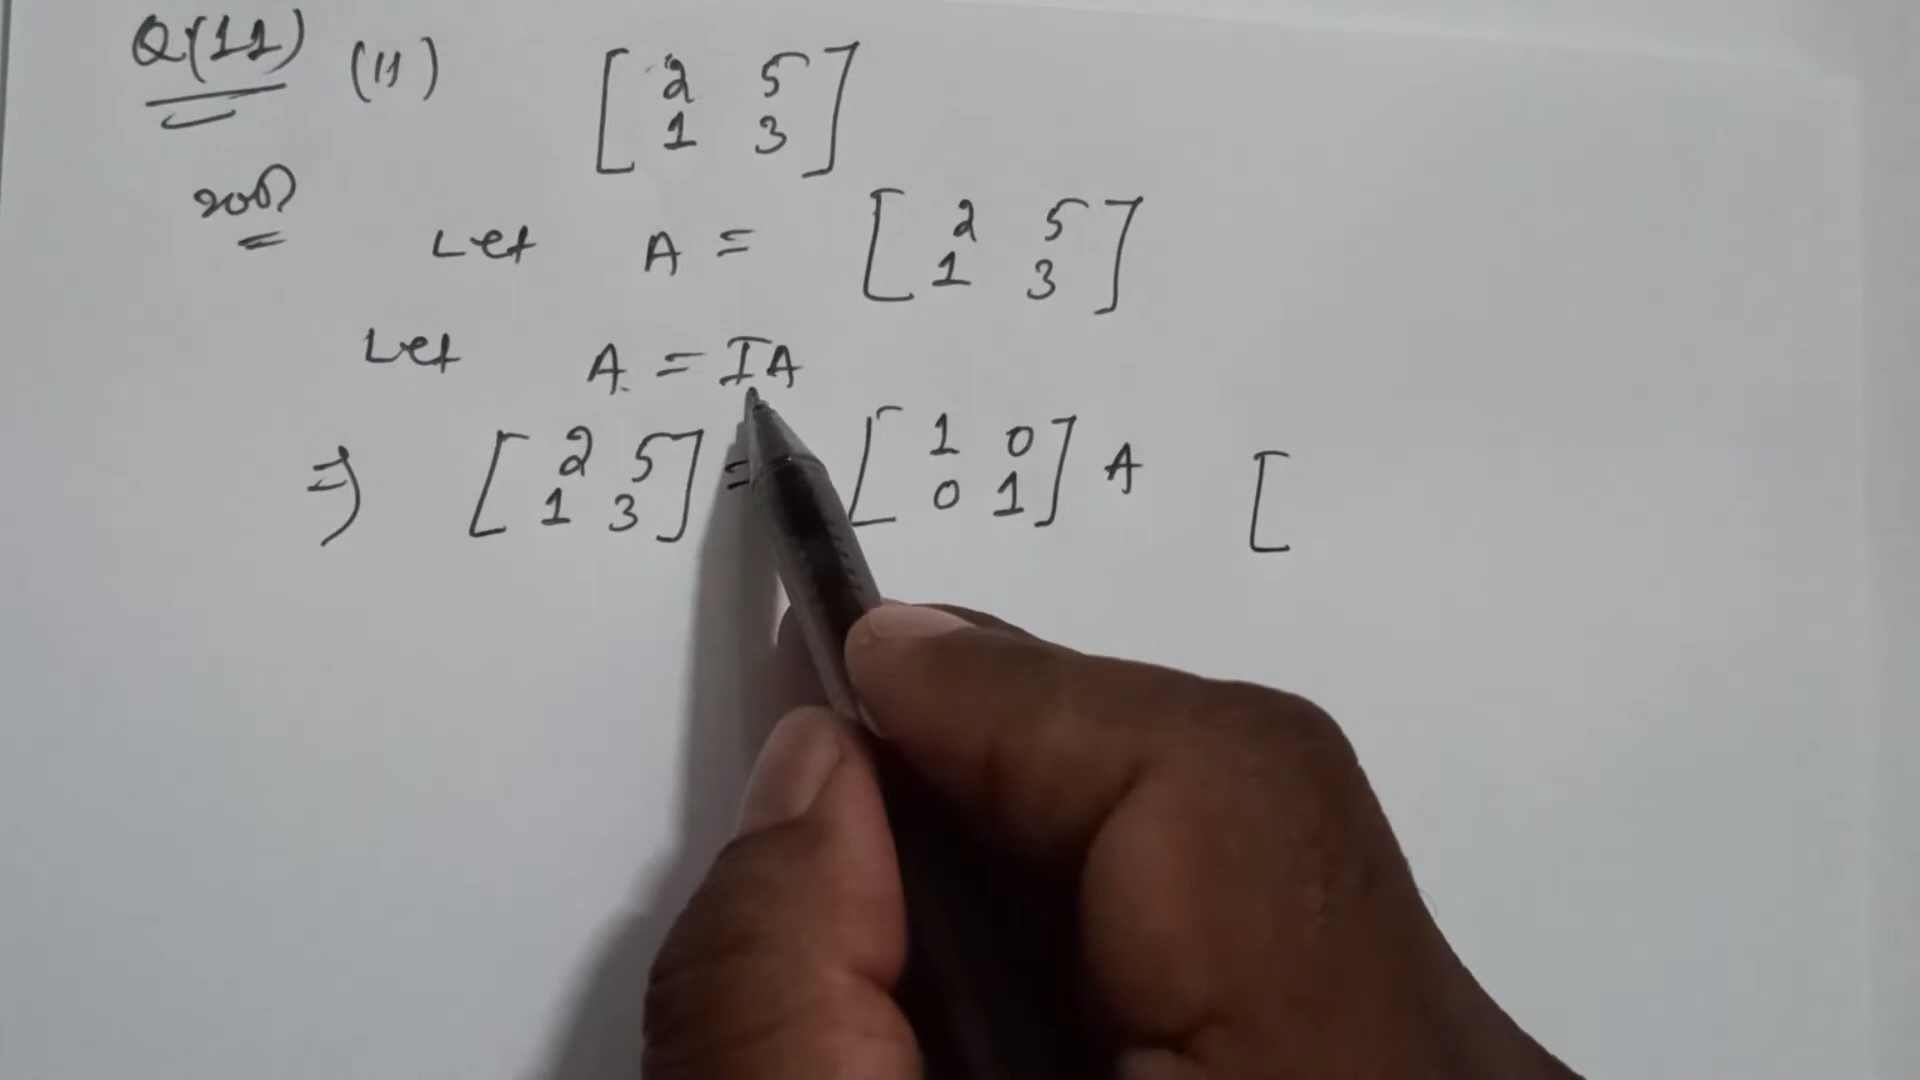 Q(11) (ii) [2 5
1 3]
soln
Let A = [2 5
1 3]
Let A = IA
⇒ [2 5
1 3] = [1 0
0 1] A [